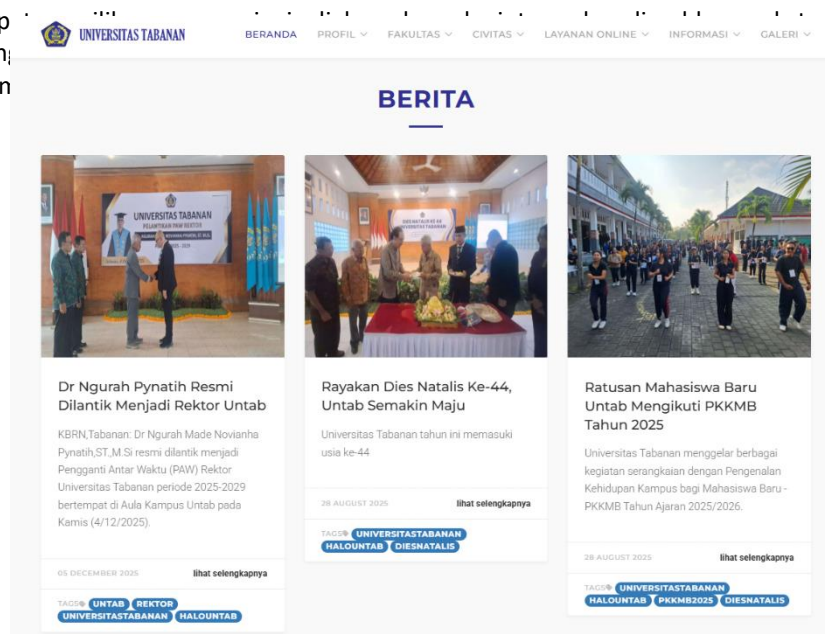 UNIVERSITAS TABANAN
BERANDA PROFIL FAKULTAS CIVITAS LAYANAN ONLINE INFORMASI GALERI
BERITA
UNIVERSITAS TABANAN
PELANTIKAN PAW REKTOR
Dr Ngurah Pynatih Resmi
Dilantik Menjadi Rektor Untab
KBRN,Tabanan: Dr Ngurah Made Novianha
Pynatih,ST.,M.Si resmi dilantik menjadi
Pengganti Antar Waktu (PAW) Rektor
Universitas Tabanan periode 2025-2029
bertempat di Aula Kampus Untab pada
Kamis (4/12/2025).
05 DECEMBER 2025 lihat selengkapnya
TAGS UNTAB REKTOR
UNIVERSITASTABANAN HALOUNTAB
DIES NATALIS KE 44
UNIVERSITAS TABANAN
Rayakan Dies Natalis Ke-44,
Untab Semakin Maju
Universitas Tabanan tahun ini memasuki
usia ke-44
28 AUGUST 2025 lihat selengkapnya
TAGS UNIVERSITASTABANAN
HALOUNTAB DIESNATALIS
Ratusan Mahasiswa Baru
Untab Mengikuti PKKMB
Tahun 2025
Universitas Tabanan menggelar berbagai
kegiatan serangkaian dengan Pengenalan
Kehidupan Kampus bagi Mahasiswa Baru -
PKKMB Tahun Ajaran 2025/2026.
28 AUGUST 2025 lihat selengkapnya
TAGS UNIVERSITASTABANAN
HALOUNTAB PKKMB2025 DIESNATALIS